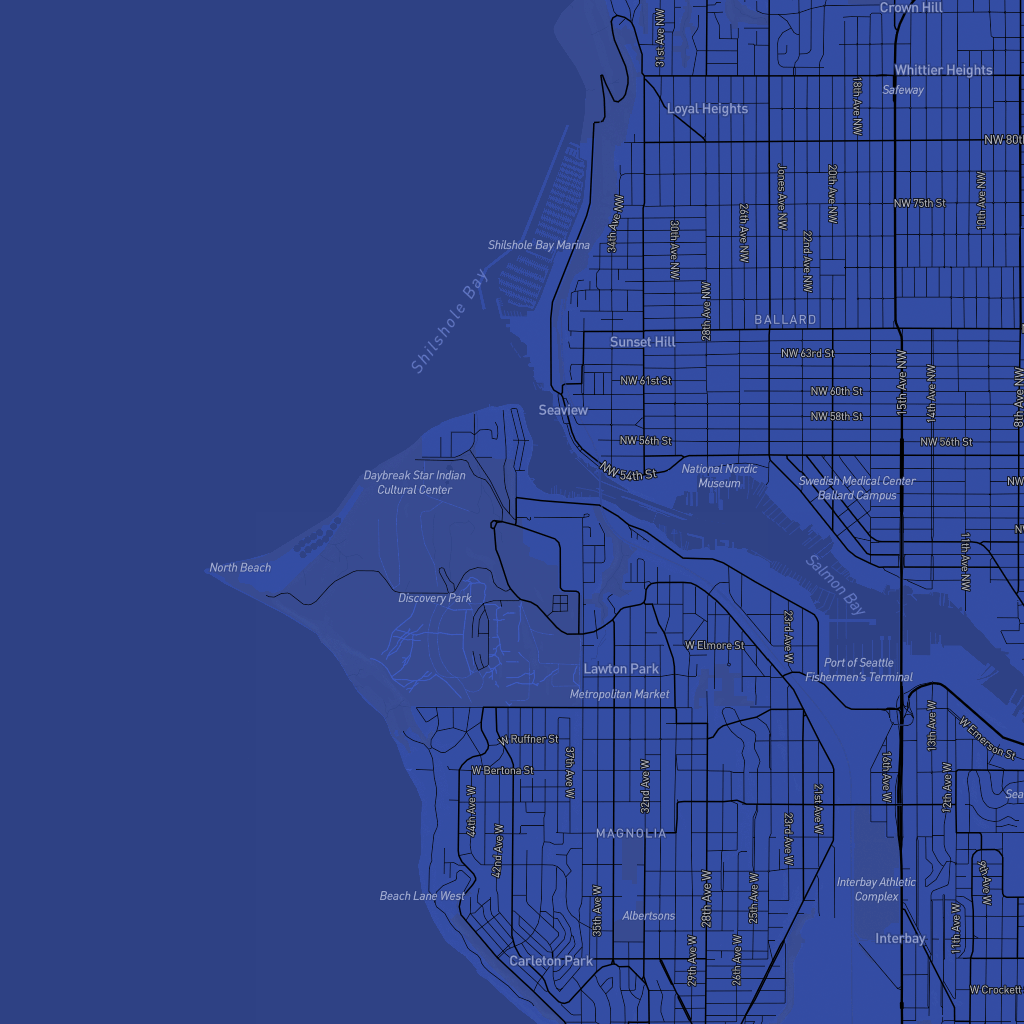 Crown Hill
31st Ave NW
Whittier Heights
18th Ave NW
Safeway
Loyal Heights
NW 80th
Jones Ave NW
20th Ave NW
10th Ave NW
34th Ave NW
NW 75th St
26th Ave NW
30th Ave NW
22nd Ave NW
Shilshole Bay Marina
Shilshole Bay
28th Ave NW
BALLARD
Sunset Hill
NW 63rd St
15th Ave NW
14th Ave NW
8th Ave NW
NW 61st St
NW 60th St
Seaview
NW 58th St
NW 56th St
NW 56th St
NW 54th St
National Nordic
Museum
Daybreak Star Indian
Cultural Center
Swedish Medical Center
Ballard Campus
NW
11th Ave NW
North Beach
Salmon Bay
Discovery Park
23rd Ave W
W Elmore St
Lawton Park
Port of Seattle
Fishermen's Terminal
Metropolitan Market
13th Ave W
W Emerson St
W Ruffner St
37th Ave W
W Bertona St
32nd Ave W
16th Ave W
12th Ave W
44th Ave W
21st Ave W
Sea
MAGNOLIA
23rd Ave W
42nd Ave W
9th Ave W
Interbay Athletic
Complex
Beach Lane West
35th Ave W
28th Ave W
25th Ave W
Albertsons
11th Ave W
Interbay
Carleton Park
29th Ave W
26th Ave W
W Crockett